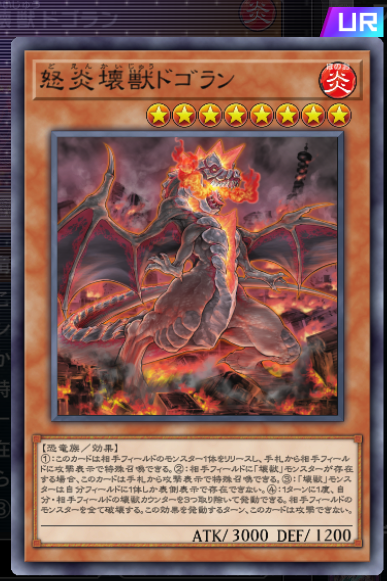 UR
怒炎壊獣ドゴラン
ど えんかいじゅう
ほのお
炎
【恐竜族/効果】
①:このカードは相手フィールドのモンスター1体をリリースし、手札から相手フィール
ドに攻撃表示で特殊召喚できる。②:相手フィールドに「壊獣」モンスターが存在
する場合、このカードは手札から攻撃表示で特殊召喚できる。③:「壊獣」モンス
ターは自分フィールドに1体しか表側表示で存在できない。④:1ターンに1度、自
分・相手フィールドの壊獣カウンターを3つ取り除いて発動できる。相手フィールドの
モンスターを全て破壊する。この効果を発動するターン、このカードは攻撃できない。
ATK/3000 DEF/1200